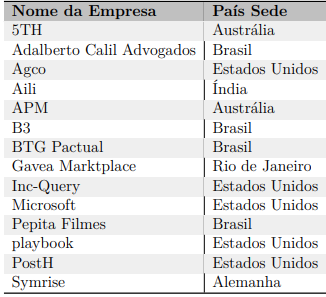 Nome da Empresa País Sede
5TH Austrália
Adalberto Calil Advogados Brasil
Agco Estados Unidos
Aili Índia
APM Austrália
B3 Brasil
BTG Pactual Brasil
Gavea Marktplace Rio de Janeiro
Inc-Query Estados Unidos
Microsoft Estados Unidos
Pepita Filmes Brasil
playbook Estados Unidos
PostH Estados Unidos
Symrise Alemanha